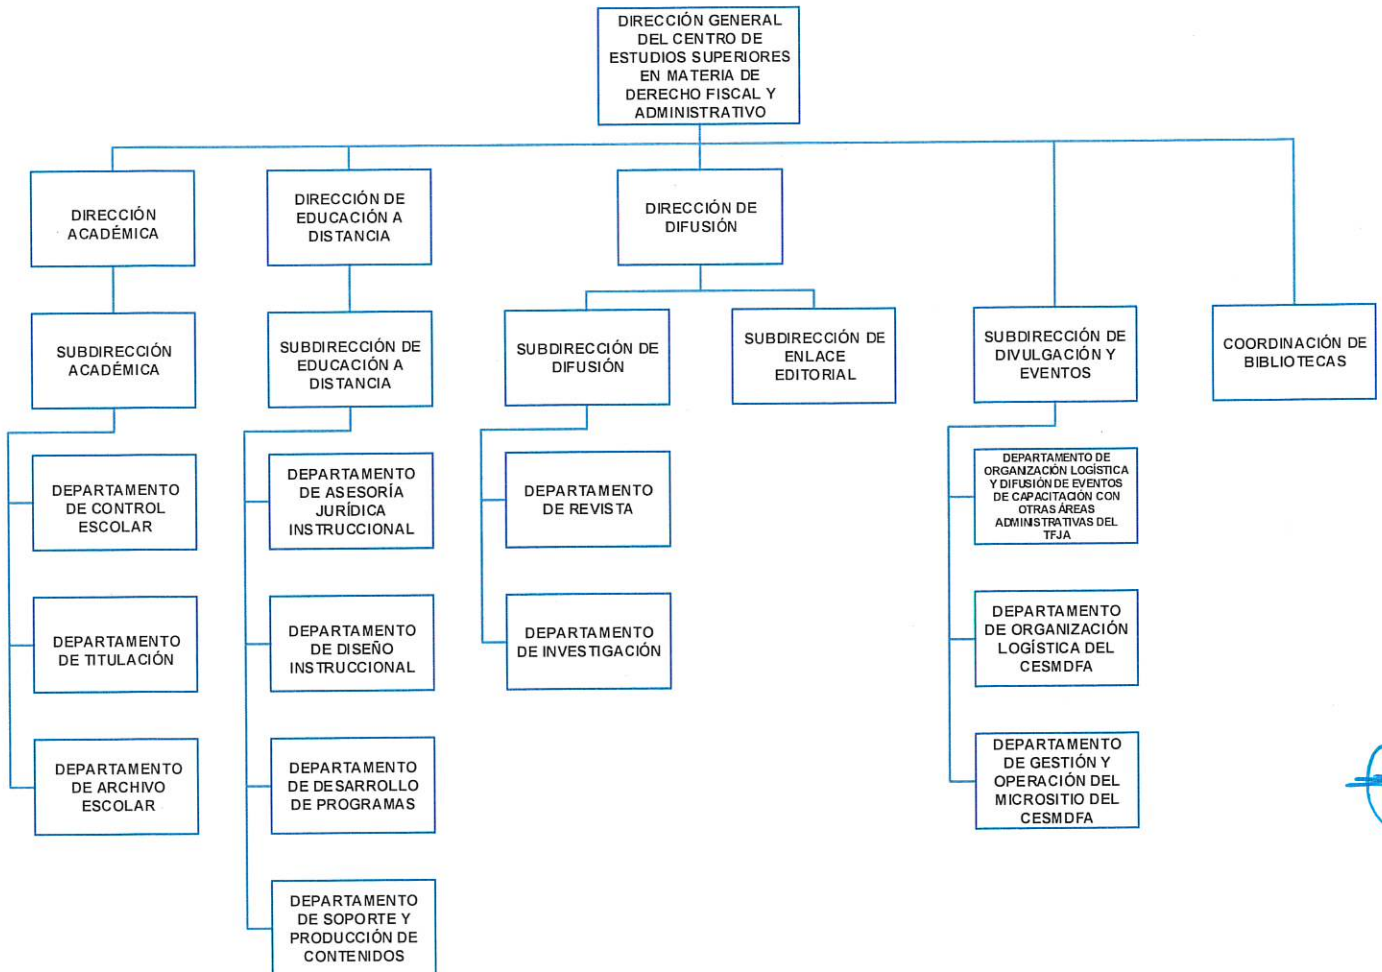 DIRECCIÓN GENERAL
DEL CENTRO DE
ESTUDIOS SUPERIORES
EN MATERIA DE
DERECHO FISCAL Y
ADMINISTRATIVO
DIRECCIÓN
ACADÉMICA
DIRECCIÓN DE
EDUCACIÓN A
DISTANCIA
DIRECCIÓN DE
DIFUSIÓN
SUBDIRECCIÓN
ACADÉMICA
SUBDIRECCIÓN DE
EDUCACIÓN A
DISTANCIA
SUBDIRECCIÓN DE
DIFUSIÓN
SUBDIRECCIÓN DE
ENLACE
EDITORIAL
SUBDIRECCIÓN DE
DIVULGACIÓN Y
EVENTOS
COORDINACIÓN DE
BIBLIOTECAS
DEPARTAMENTO
DE CONTROL
ESCOLAR
DEPARTAMENTO
DE ASESORÍA
JURÍDICA
INSTRUCCIONAL
DEPARTAMENTO
DE REVISTA
DEPARTAMENTO DE
ORGANIZACIÓN LOGÍSTICA
Y DIFUSIÓN DE EVENTOS
DE CAPACITACIÓN CON
OTRAS ÁREAS
ADMINISTRATIVAS DEL
TFJA
DEPARTAMENTO
DE TITULACIÓN
DEPARTAMENTO
DE DISEÑO
INSTRUCCIONAL
DEPARTAMENTO
DE INVESTIGACIÓN
DEPARTAMENTO
DE ORGANIZACIÓN
LOGÍSTICA DEL
CESMDFA
DEPARTAMENTO
DE ARCHIVO
ESCOLAR
DEPARTAMENTO
DE DESARROLLO
DE PROGRAMAS
DEPARTAMENTO
DE GESTIÓN Y
OPERACIÓN DEL
MICROSITIO DEL
CESMDFA
DEPARTAMENTO
DE SOPORTE Y
PRODUCCIÓN DE
CONTENIDOS